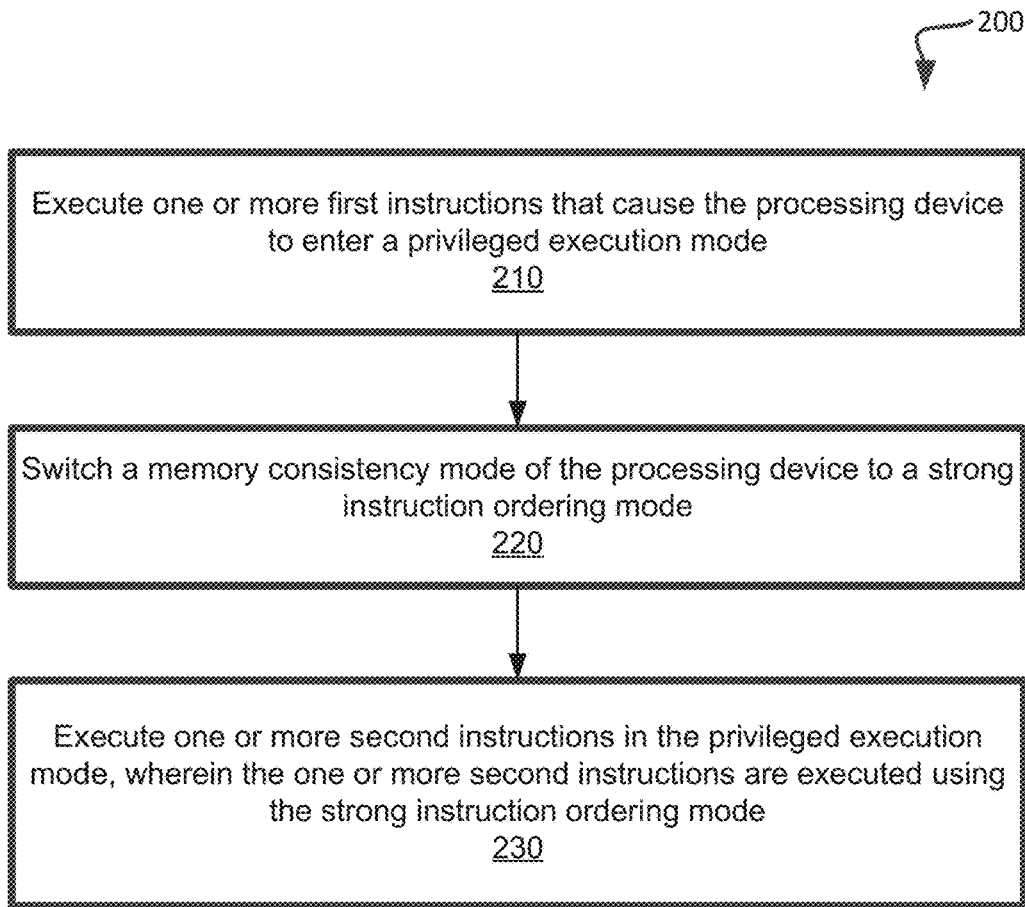 200
Execute one or more first instructions that cause the processing device
to enter a privileged execution mode
210
Switch a memory consistency mode of the processing device to a strong
instruction ordering mode
220
Execute one or more second instructions in the privileged execution
mode, wherein the one or more second instructions are executed using
the strong instruction ordering mode
230